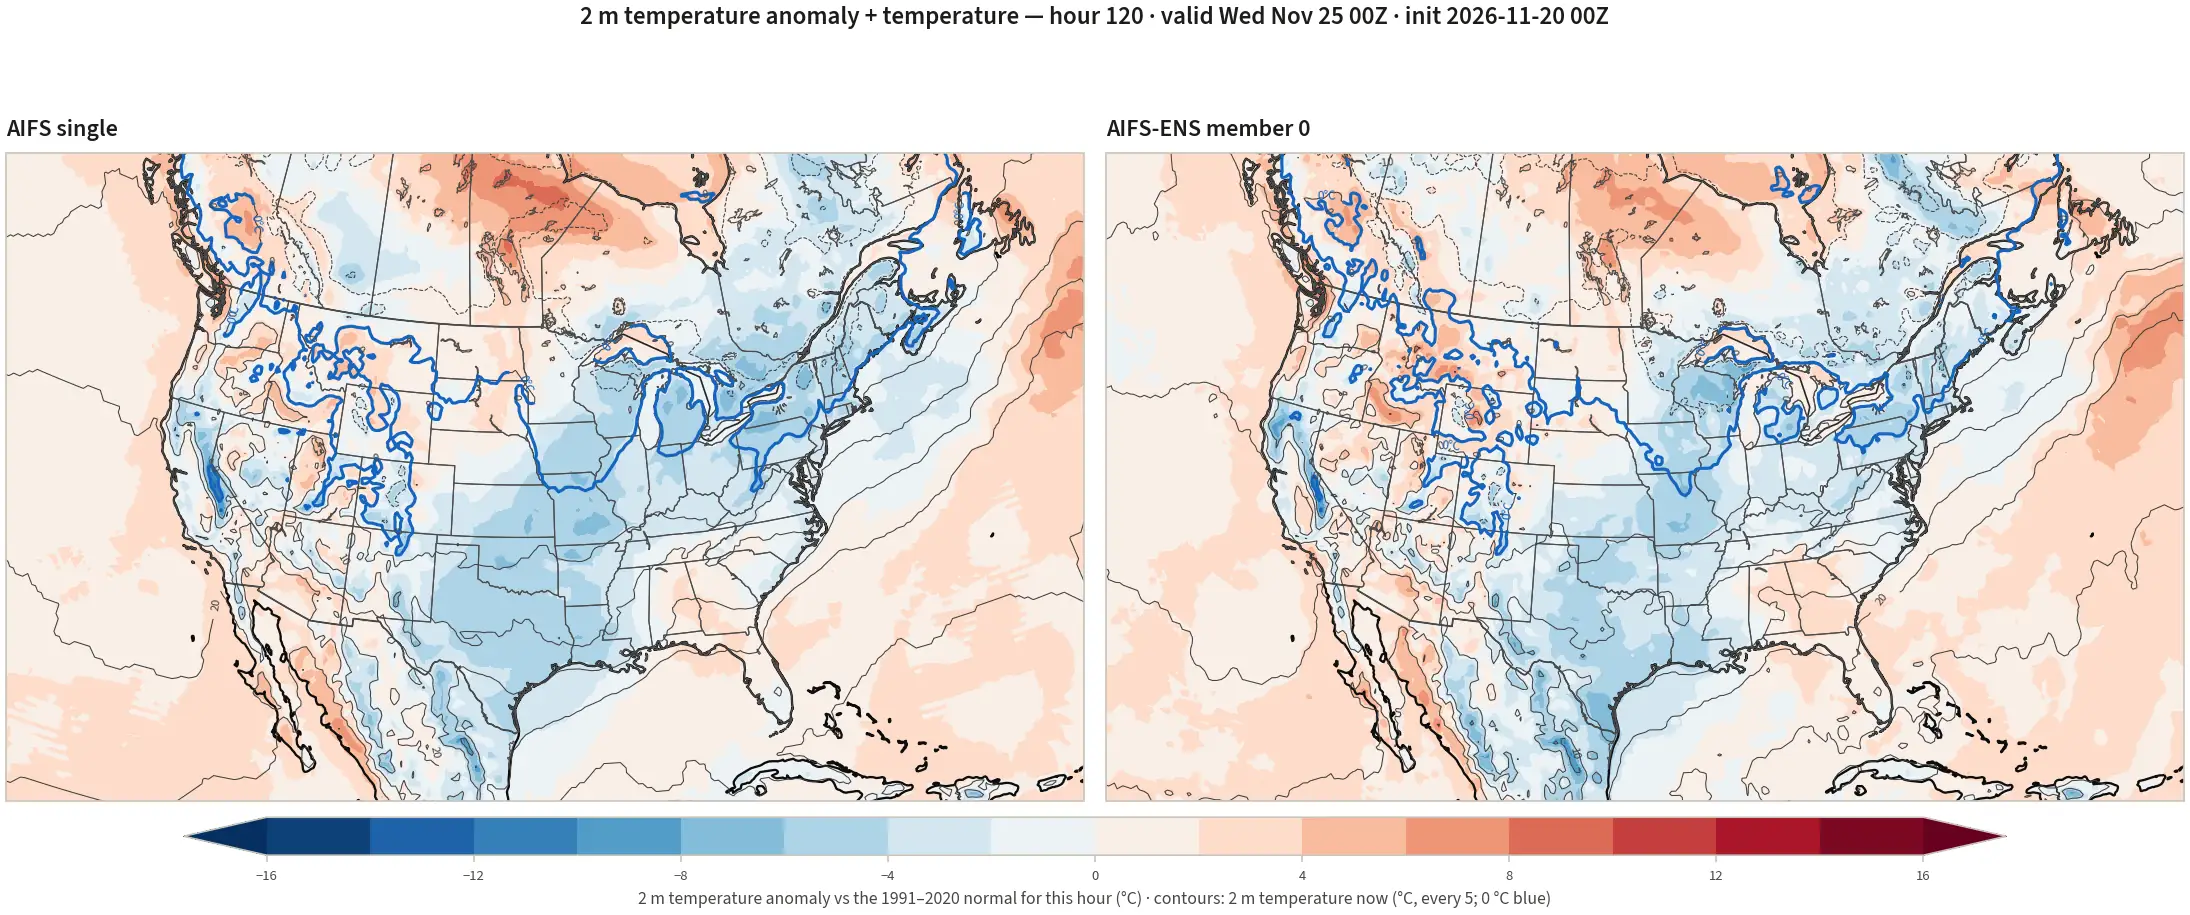 2 m temperature anomaly + temperature — hour 120 · valid Wed Nov 25 00Z · init 2026-11-20 00Z
AIFS single
AIFS-ENS member 0
−16
−12
−8
−4
0
4
8
12
16
2 m temperature anomaly vs the 1991–2020 normal for this hour (°C) · contours: 2 m temperature now (°C, every 5; 0 °C blue)